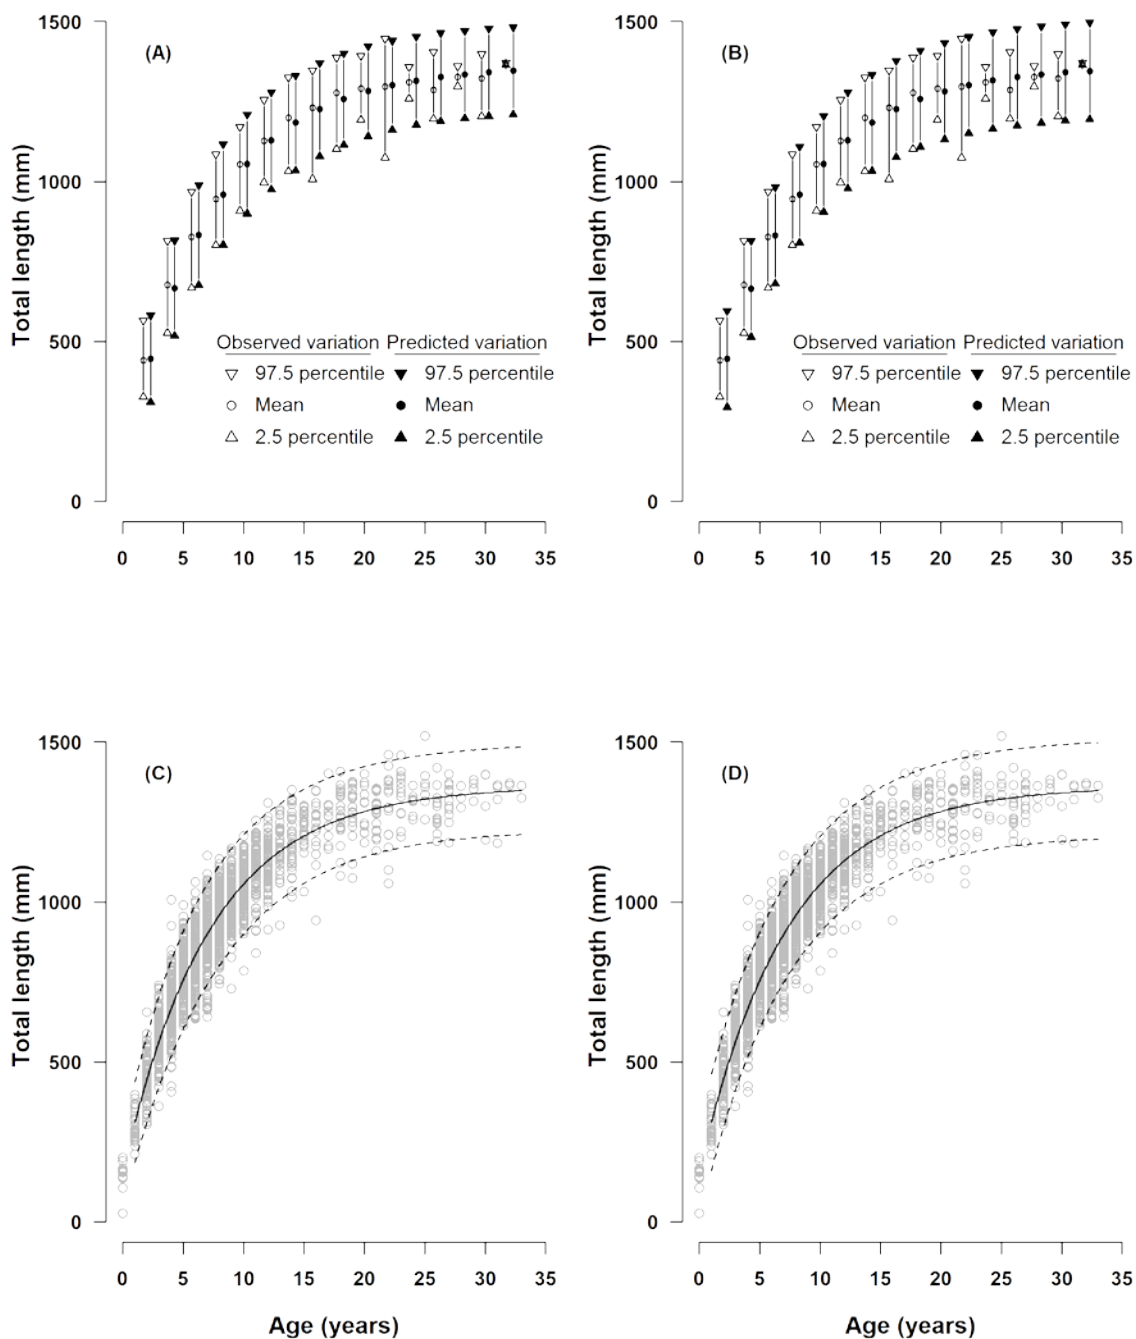 1500
1000
500
0
Total length (mm)
(A)
Observed variation Predicted variation
97.5 percentile 97.5 percentile
Mean Mean
2.5 percentile 2.5 percentile
0 5 10 15 20 25 30 35
1500
1000
500
0
Total length (mm)
(B)
Observed variation Predicted variation
97.5 percentile 97.5 percentile
Mean Mean
2.5 percentile 2.5 percentile
0 5 10 15 20 25 30 35
1500
1000
500
0
Total length (mm)
(C)
0 5 10 15 20 25 30 35
Age (years)
1500
1000
500
0
Total length (mm)
(D)
0 5 10 15 20 25 30 35
Age (years)